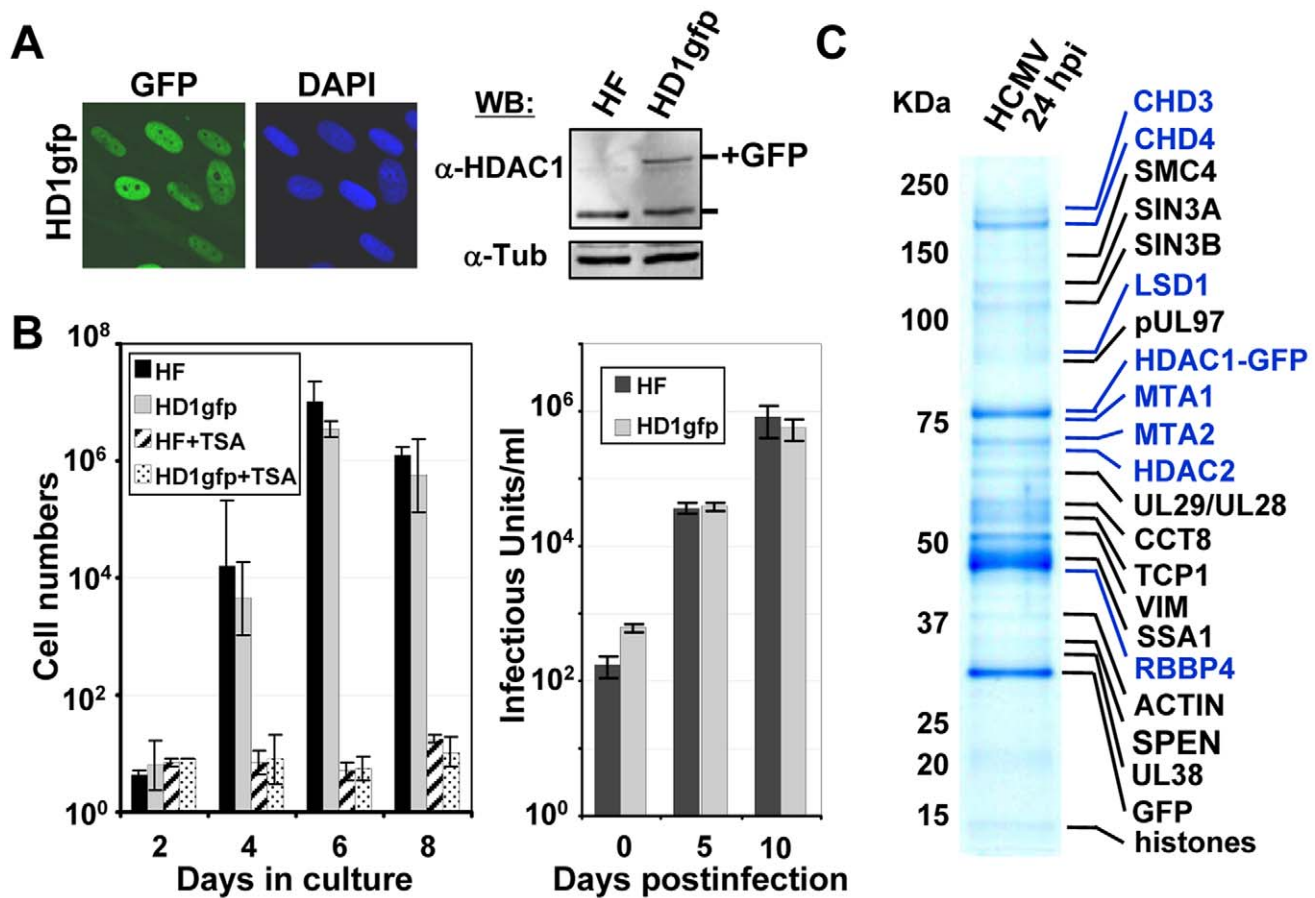 A
GFP
DAPI
HD1gfp
WB:
HF
HD1gfp
α-HDAC1
+GFP
α-Tub
B
Cell numbers
10^8
10^6
10^4
10^2
10^0
HF
HD1gfp
HF+TSA
HD1gfp+TSA
2
4
6
8
Days in culture
Infectious Units/ml
10^6
10^4
10^2
10^0
HF
HD1gfp
0
5
10
Days postinfection
C
KDa
HCMV
24 hpi
250
150
100
75
50
37
25
20
15
CHD3
CHD4
SMC4
SIN3A
SIN3B
LSD1
pUL97
HDAC1-GFP
MTA1
MTA2
HDAC2
UL29/UL28
CCT8
TCP1
VIM
SSA1
RBBP4
ACTIN
SPEN
UL38
GFP
histones